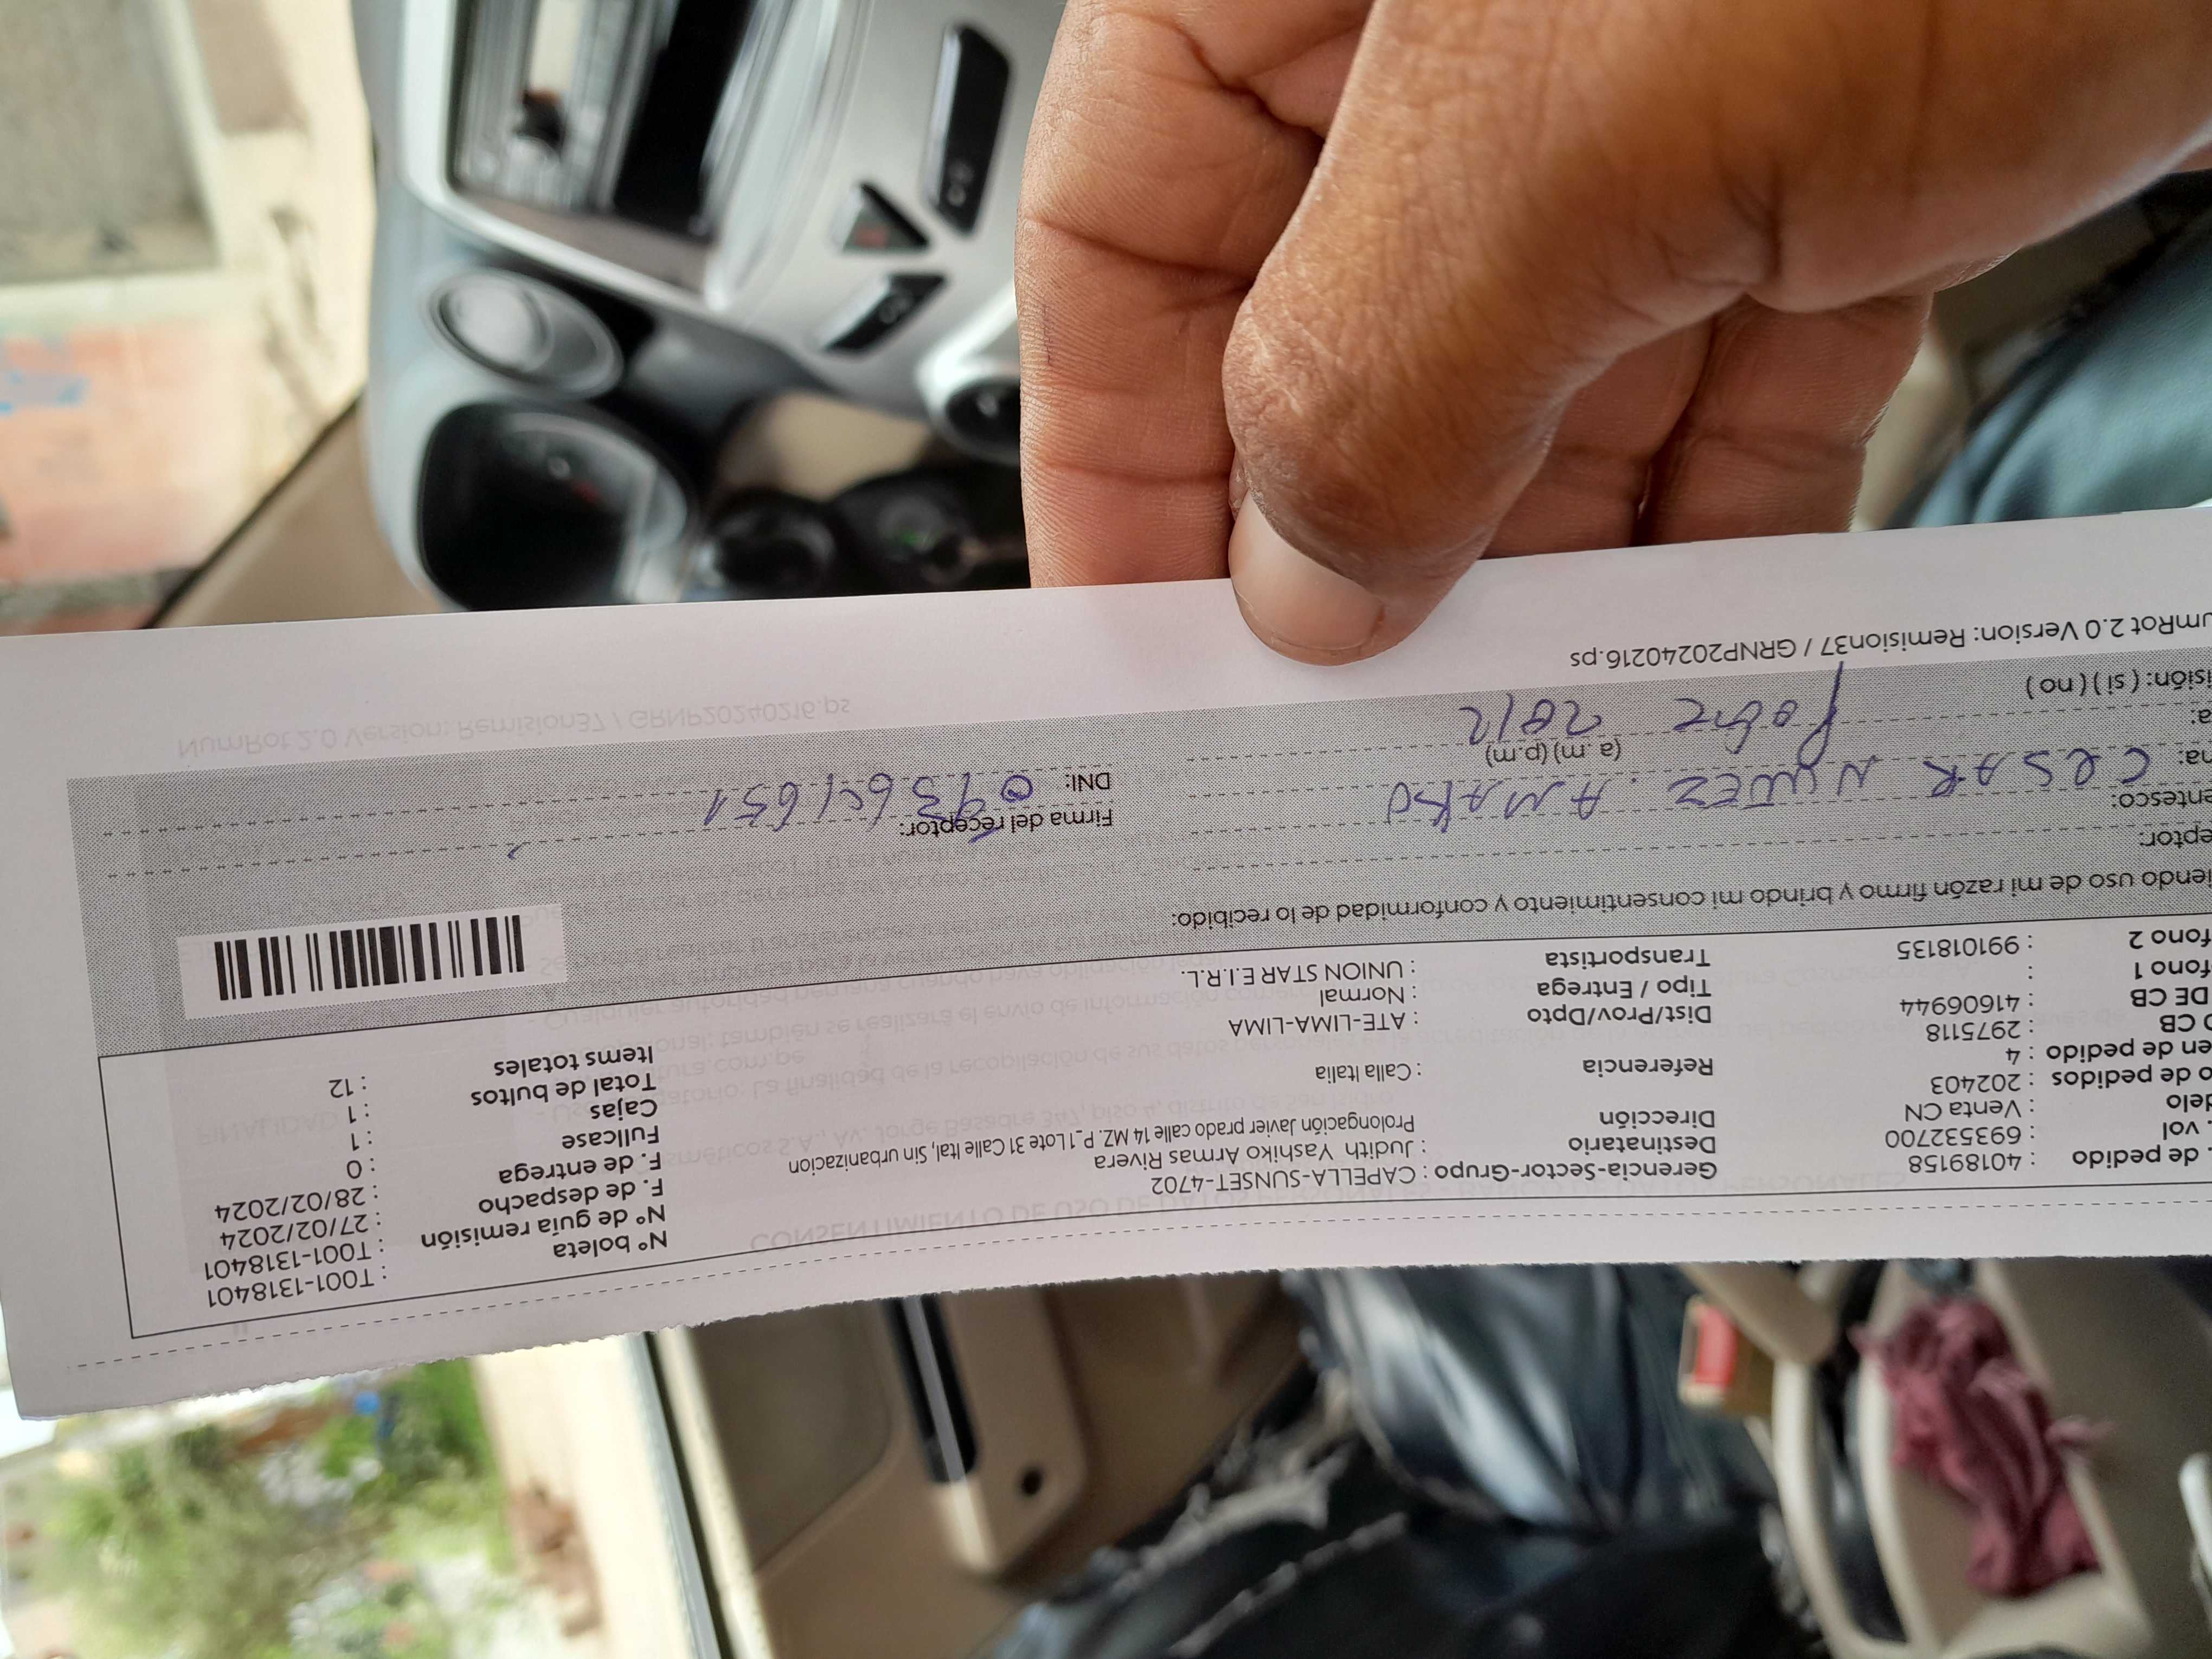 Nº boleta : T001-1318401
Nº de guía remisión : T001-1318401
F. de despacho : 27/02/2024
F. de entrega : 28/02/2024
Fullcase : 0
Cajas : 1
Total de bultos : 1
Items totales : 12
Gerencia-Sector-Grupo : CAPELLA-SUNSET-4702
Destinatario : Judith Yashiko Armas Rivera
Dirección Prolongación Javier prado calle 14 MZ. P_1 Lote 31 Calle Ital, Sin urbanizacion
Referencia : Calla Italia
Dist/Prov/Dpto : ATE-LIMA-LIMA
Tipo / Entrega : Normal
Transportista : UNION STAR E.I.R.L.
. de pedido : 40189158
. vol : 693532700
delo : Venta CN
o de pedidos : 202403
en de pedido : 4
O CB : 2975118
DE CB : 41606944
fono 1 :
fono 2 : 991018135
iendo uso de mi razón firmo y brindo mi consentimiento y conformidad de lo recibido:
eptor:
entesco:
na: CESAR NUÑEZ
a: (a.m) (p.m)
isión: ( si ) ( no )
Firma del receptor:
DNI:
umRot 2.0 Version: Remision37 / GRNP20240216.ps